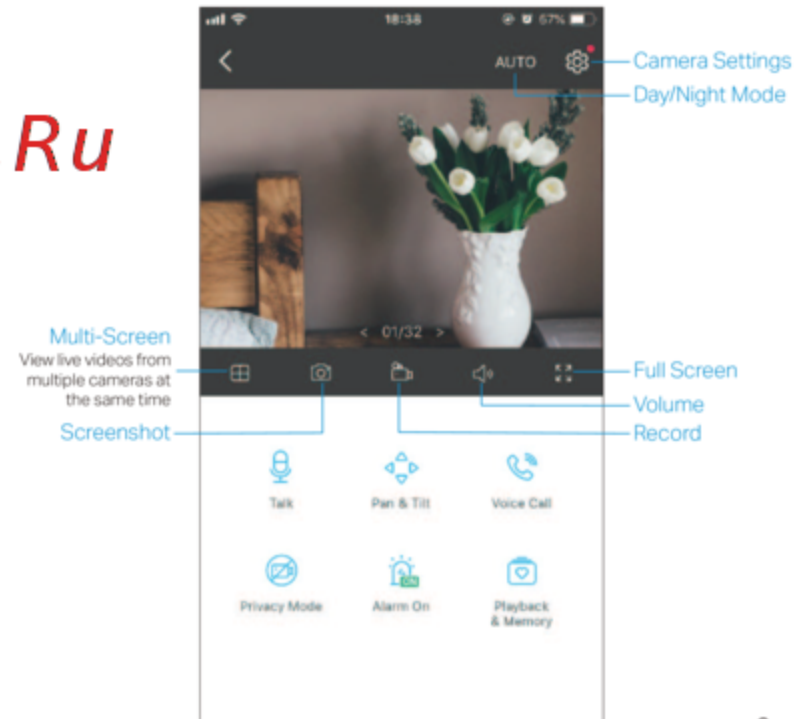 18:38
57%
AUTO
Camera Settings
Day/Night Mode
Ru
< 01/32 >
Multi-Screen
View live videos from
multiple cameras at
the same time
Full Screen
Volume
Screenshot
Record
Talk
Pan & Tilt
Voice Call
Privacy Mode
Alarm On
ON
Playback
& Memory